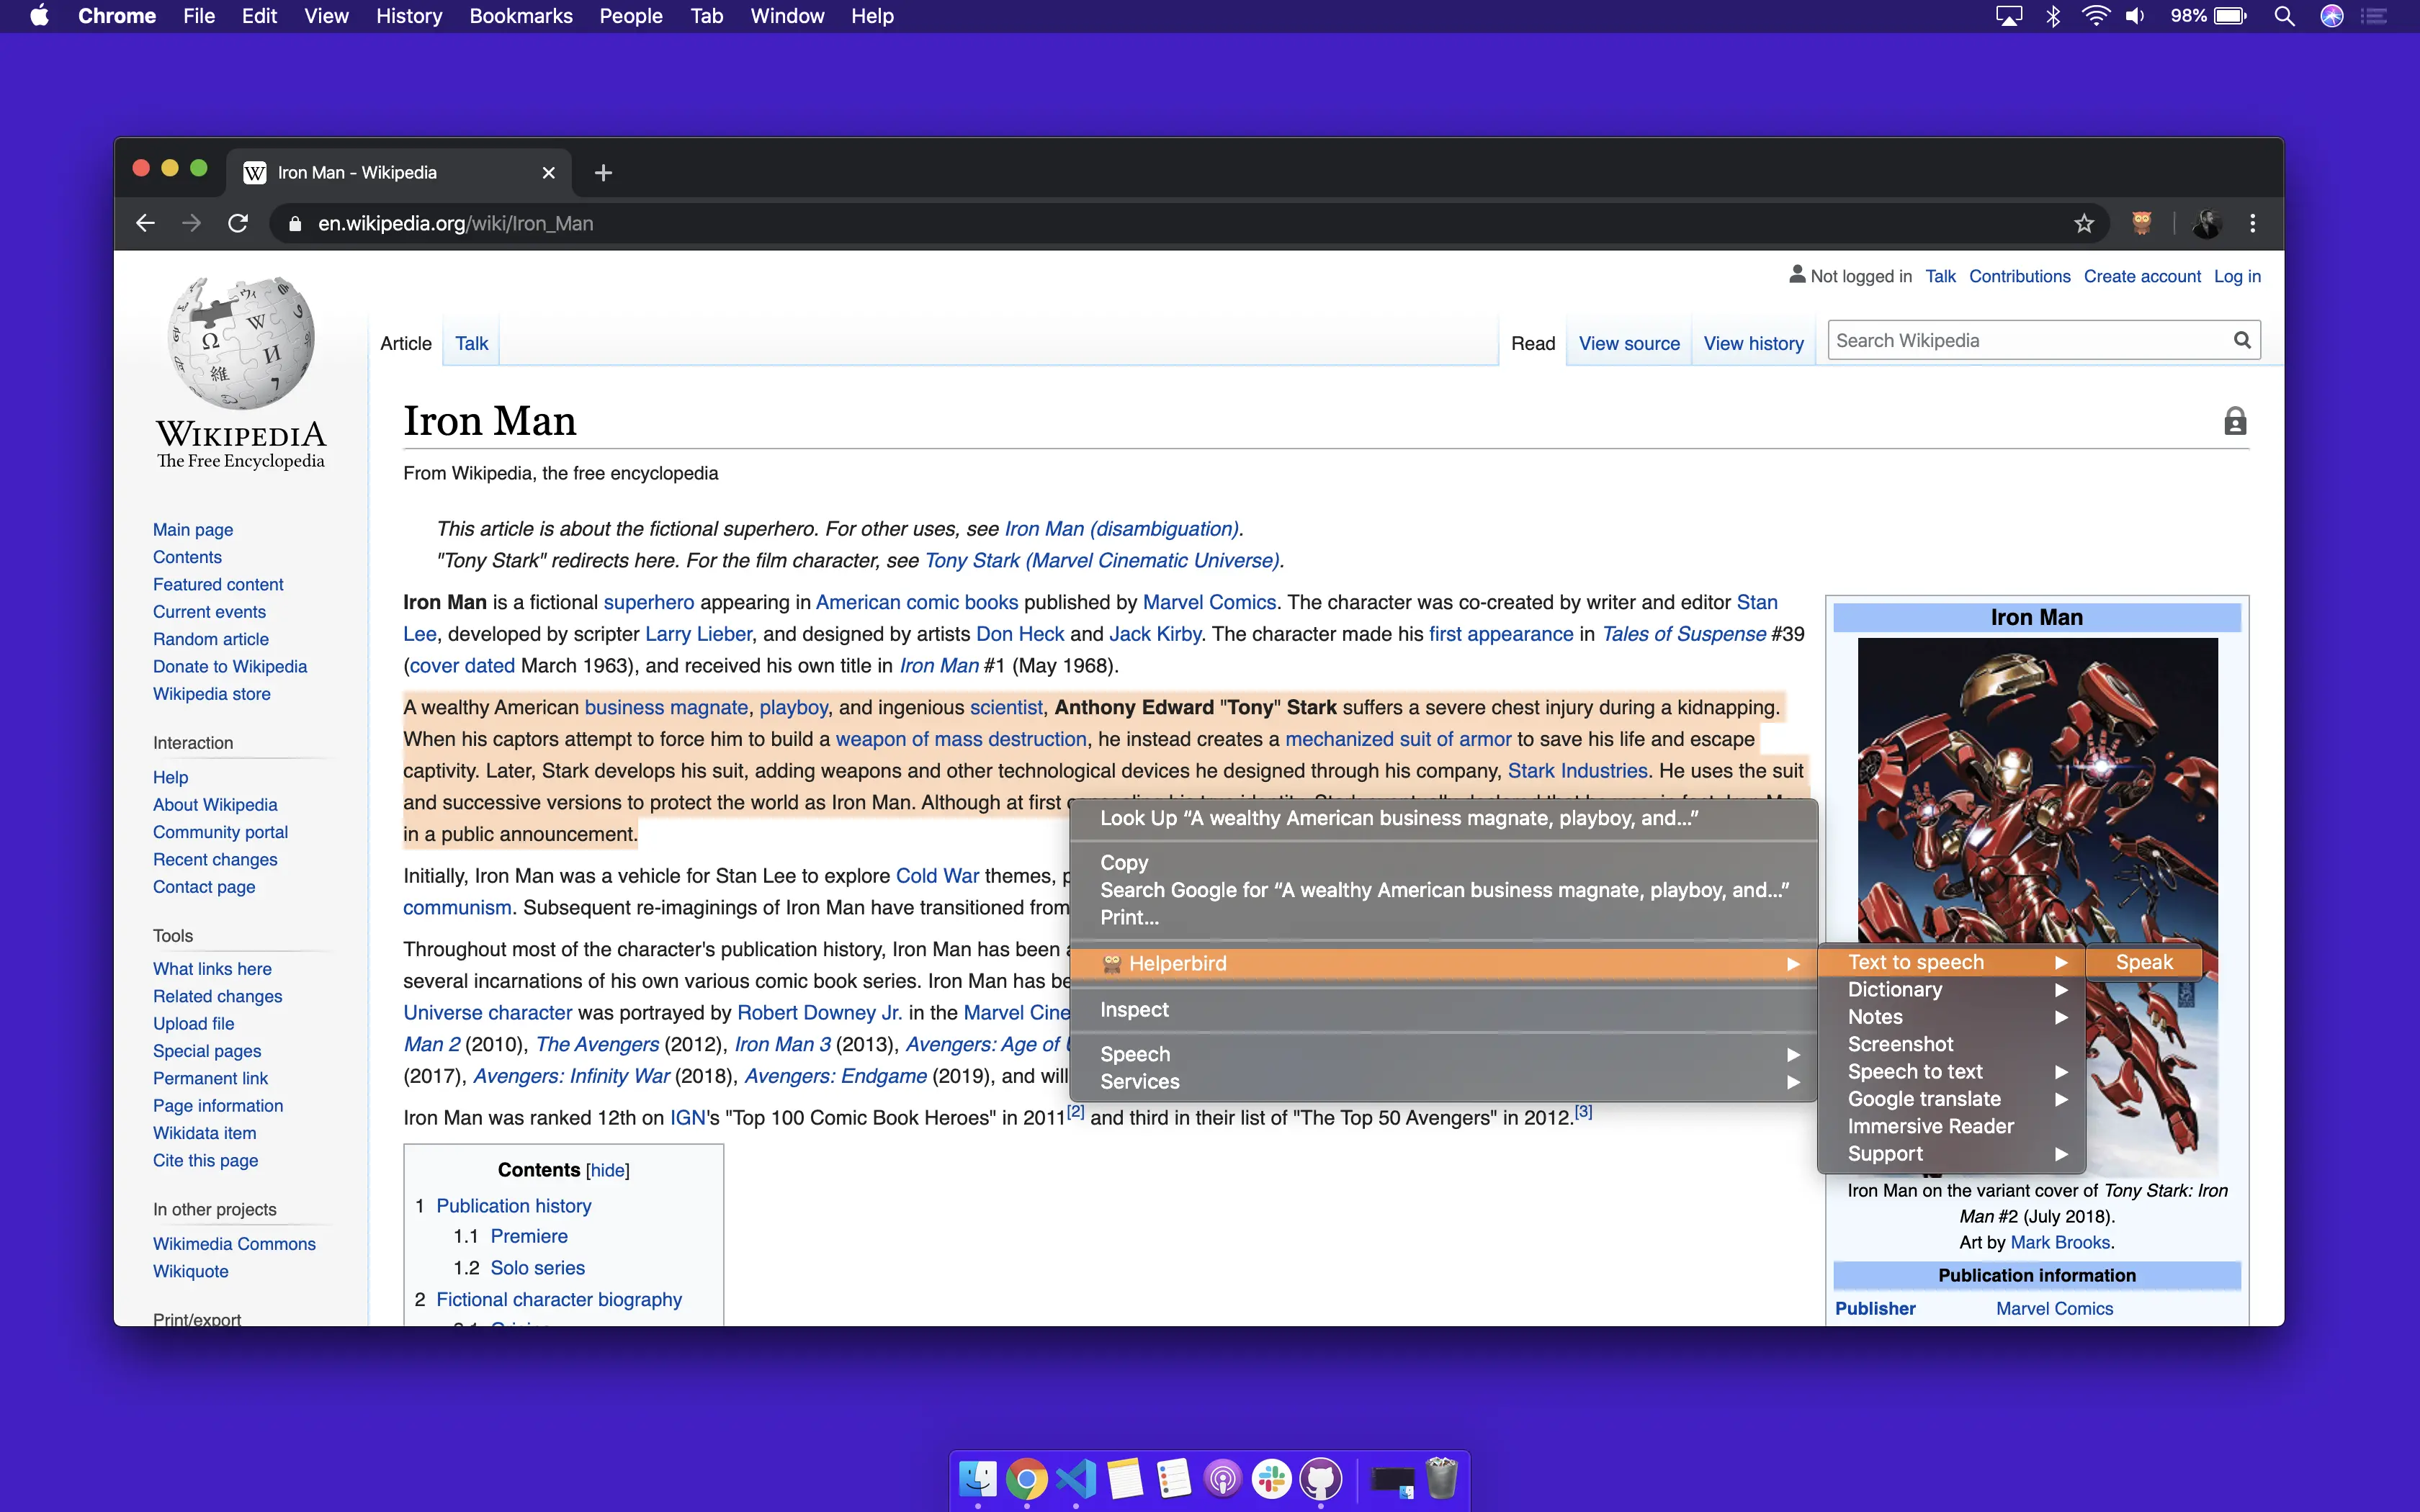 Chrome File Edit View History Bookmarks People Tab Window Help
98%
Iron Man - Wikipedia
en.wikipedia.org/wiki/Iron_Man
Not logged in Talk Contributions Create account Log in
Article Talk
Read View source View history
Search Wikipedia
WIKIPEDIA
The Free Encyclopedia
Main page
Contents
Featured content
Current events
Random article
Donate to Wikipedia
Wikipedia store
Interaction
Help
About Wikipedia
Community portal
Recent changes
Contact page
Tools
What links here
Related changes
Upload file
Special pages
Permanent link
Page information
Wikidata item
Cite this page
In other projects
Wikimedia Commons
Wikiquote
Print/export
Iron Man
From Wikipedia, the free encyclopedia
This article is about the fictional superhero. For other uses, see Iron Man (disambiguation).
"Tony Stark" redirects here. For the film character, see Tony Stark (Marvel Cinematic Universe).
Iron Man is a fictional superhero appearing in American comic books published by Marvel Comics. The character was co-created by writer and editor Stan
Lee, developed by scripter Larry Lieber, and designed by artists Don Heck and Jack Kirby. The character made his first appearance in Tales of Suspense #39
(cover dated March 1963), and received his own title in Iron Man #1 (May 1968).
A wealthy American business magnate, playboy, and ingenious scientist, Anthony Edward "Tony" Stark suffers a severe chest injury during a kidnapping.
When his captors attempt to force him to build a weapon of mass destruction, he instead creates a mechanized suit of armor to save his life and escape
captivity. Later, Stark develops his suit, adding weapons and other technological devices he designed through his company, Stark Industries. He uses the suit
and successive versions to protect the world as Iron Man. Although at first
in a public announcement.
Initially, Iron Man was a vehicle for Stan Lee to explore Cold War themes,
communism. Subsequent re-imaginings of Iron Man have transitioned from
Throughout most of the character's publication history, Iron Man has been
several incarnations of his own various comic book series. Iron Man has
Universe character was portrayed by Robert Downey Jr. in the Marvel
Man 2 (2010), The Avengers (2012), Iron Man 3 (2013), Avengers: Age of
(2017), Avengers: Infinity War (2018), Avengers: Endgame (2019), and will
Iron Man was ranked 12th on IGN's "Top 100 Comic Book Heroes" in 2011[2] and third in their list of "The Top 50 Avengers" in 2012.[3]
Contents [hide]
1 Publication history
1.1 Premiere
1.2 Solo series
2 Fictional character biography
Look Up “A wealthy American business magnate, playboy, and...”
Copy
Search Google for “A wealthy American business magnate, playboy, and...”
Print...
Helperbird
Inspect
Speech
Services
Text to speech
Dictionary
Notes
Screenshot
Speech to text
Google translate
Immersive Reader
Support
Speak
Iron Man
Iron Man on the variant cover of Tony Stark: Iron
Man #2 (July 2018).
Art by Mark Brooks.
Publication information
Publisher Marvel Comics